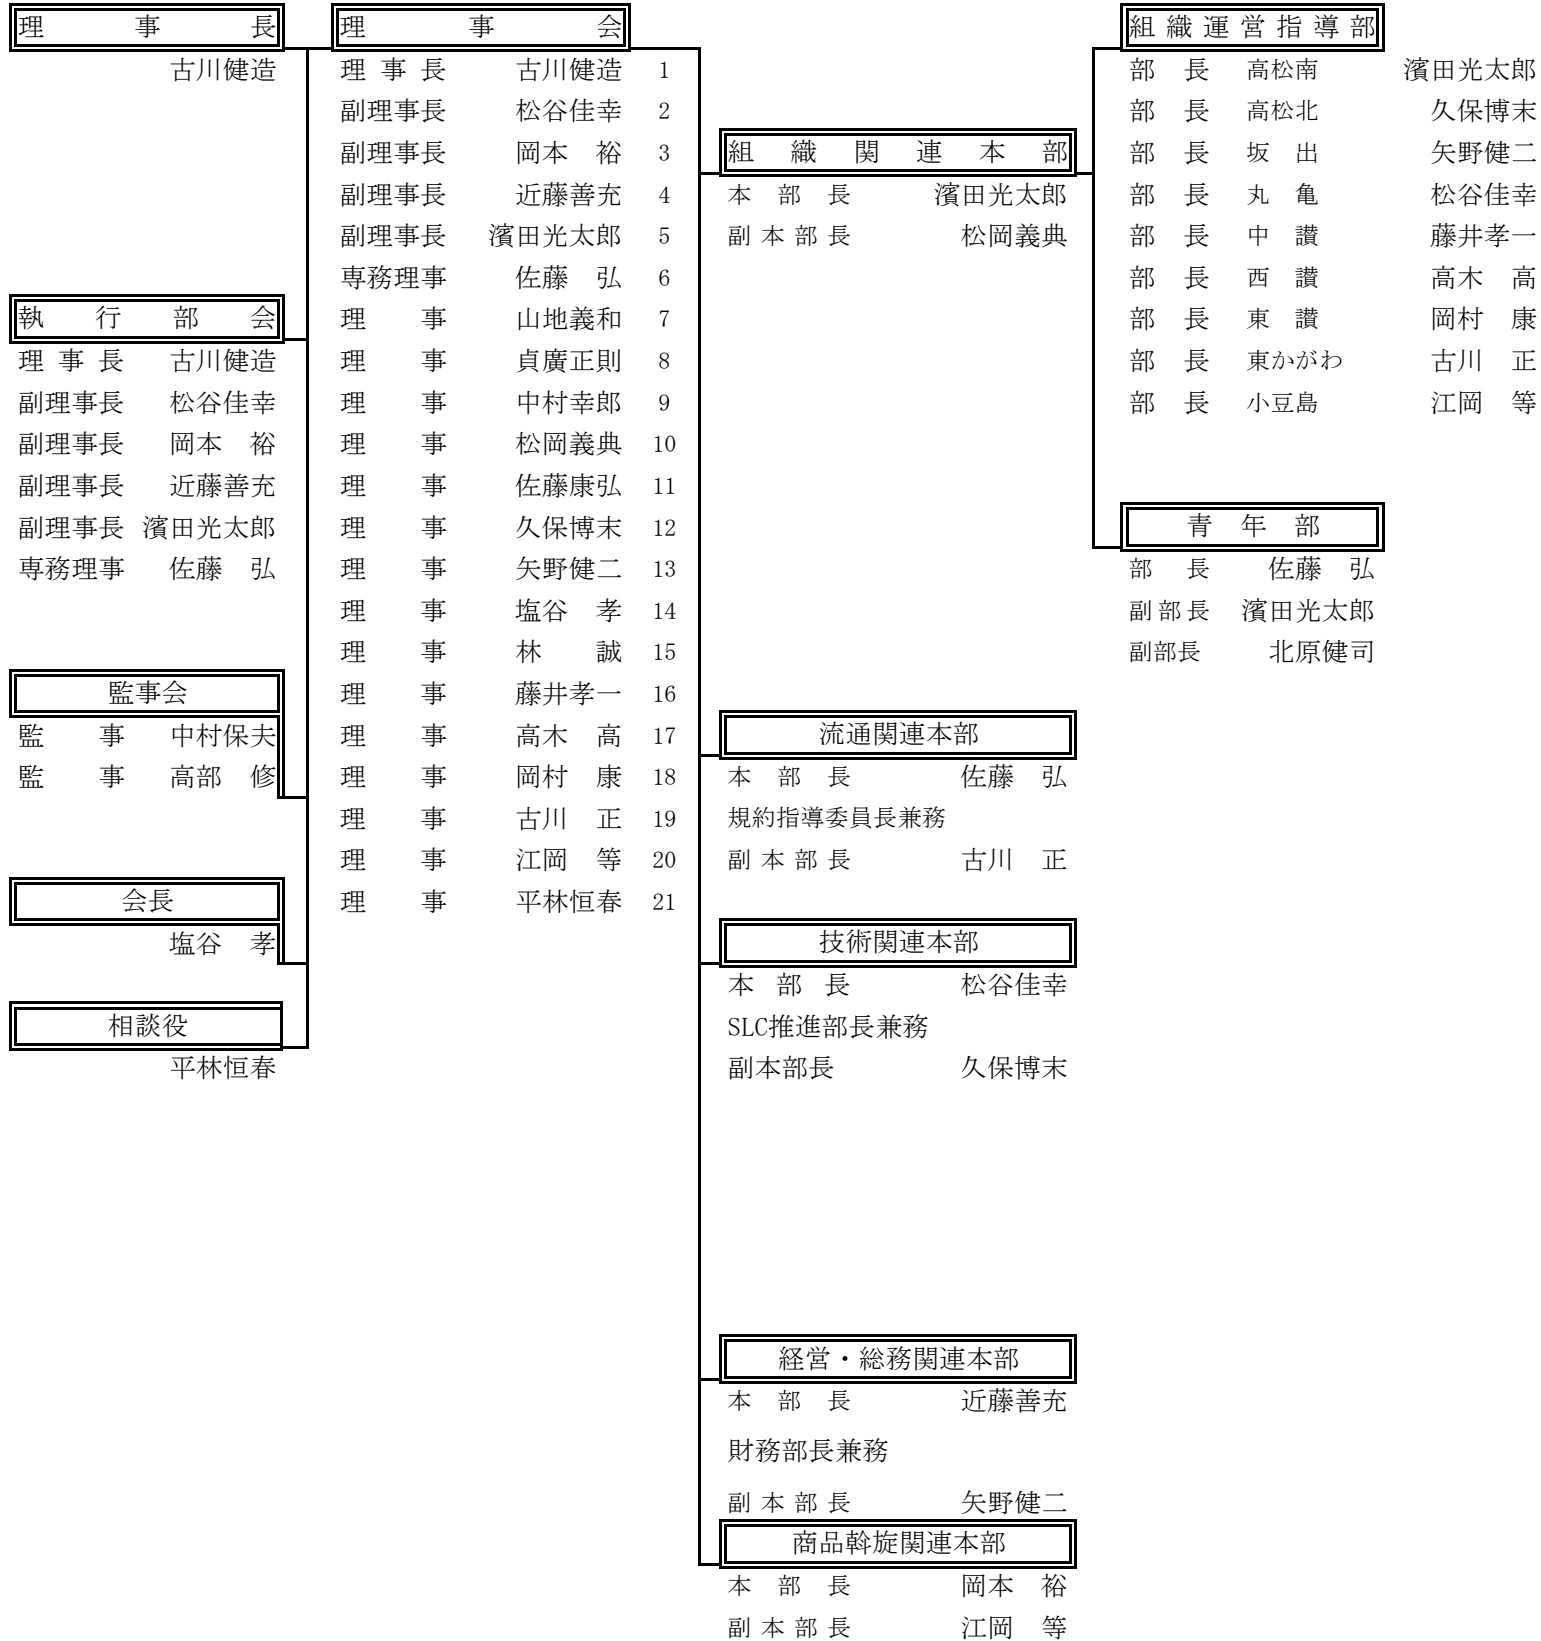 理事長
古川健造
執行部会
理事長 古川健造
副理事長 松谷佳幸
副理事長 岡本 裕
副理事長 近藤善充
副理事長 濱田光太郎
専務理事 佐藤 弘
監事会
監事 中村保夫
監事 高部 修
会長
塩谷 孝
相談役
平林恒春
理事会
理事長 古川健造 1
副理事長 松谷佳幸 2
副理事長 岡本 裕 3
副理事長 近藤善充 4
副理事長 濱田光太郎 5
専務理事 佐藤 弘 6
理事 山地義和 7
理事 貞廣正則 8
理事 中村幸郎 9
理事 松岡義典 10
理事 佐藤康弘 11
理事 久保博末 12
理事 矢野健二 13
理事 塩谷 孝 14
理事 林 誠 15
理事 藤井孝一 16
理事 高木 高 17
理事 岡村 康 18
理事 古川 正 19
理事 江岡 等 20
理事 平林恒春 21
組織関連本部
本部長 濱田光太郎
副本部長 松岡義典
流通関連本部
本部長 佐藤 弘
規約指導委員長兼務
副本部長 古川 正
技術関連本部
本部長 松谷佳幸
SLC推進部長兼務
副本部長 久保博末
経営・総務関連本部
本部長 近藤善充
財務部長兼務
副本部長 矢野健二
商品斡旋関連本部
本部長 岡本 裕
副本部長 江岡 等
組織運営指導部
部長 高松南 濱田光太郎
部長 高松北 久保博末
部長 坂出 矢野健二
部長 丸亀 松谷佳幸
部長 中讃 藤井孝一
部長 西讃 高木 高
部長 東讃 岡村 康
部長 東かがわ 古川 正
部長 小豆島 江岡 等
青年部
部長 佐藤 弘
副部長 濱田光太郎
副部長 北原健司